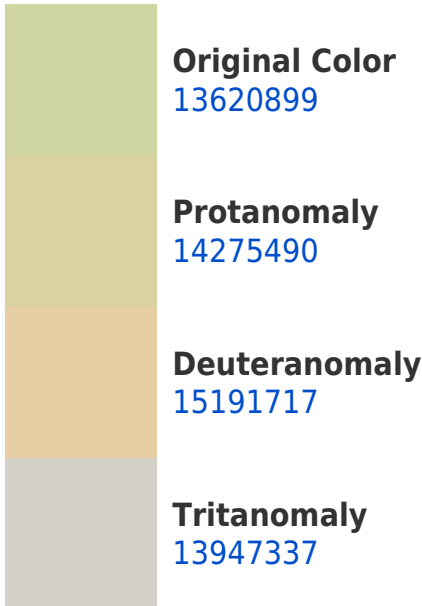 Original Color
13620899
Protanomaly
14275490
Deuteranomaly
15191717
Tritanomaly
13947337